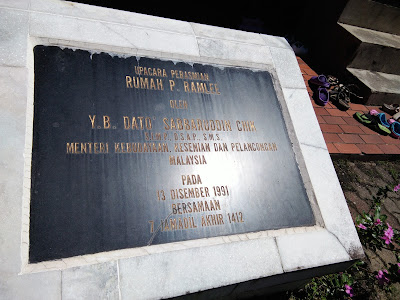 UPACARA PERASMIAN
RUMAH P. RAMLEE
OLEH
Y.B. DATO' SABBARUDDIN CHIK
S.M.S.
MENTERI KEBUDAYAAN, KESENIAN DAN PELANCONGAN
MALAYSIA
PADA
13 DISEMBER 1991
BERSAMAAN
JAMADIL AKHIR 1412